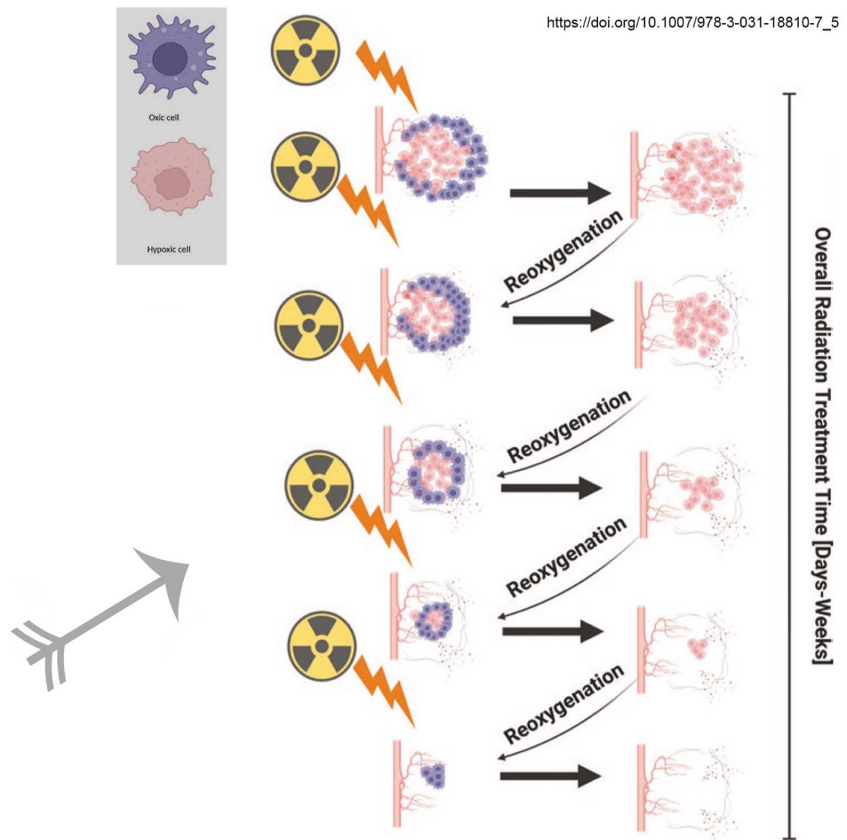 https://doi.org/10.1007/978-3-031-18810-7_5
Oxic cell
Hypoxic cell
Reoxygenation
Reoxygenation
Reoxygenation
Reoxygenation
Overall Radiation Treatment Time [Days-Weeks]